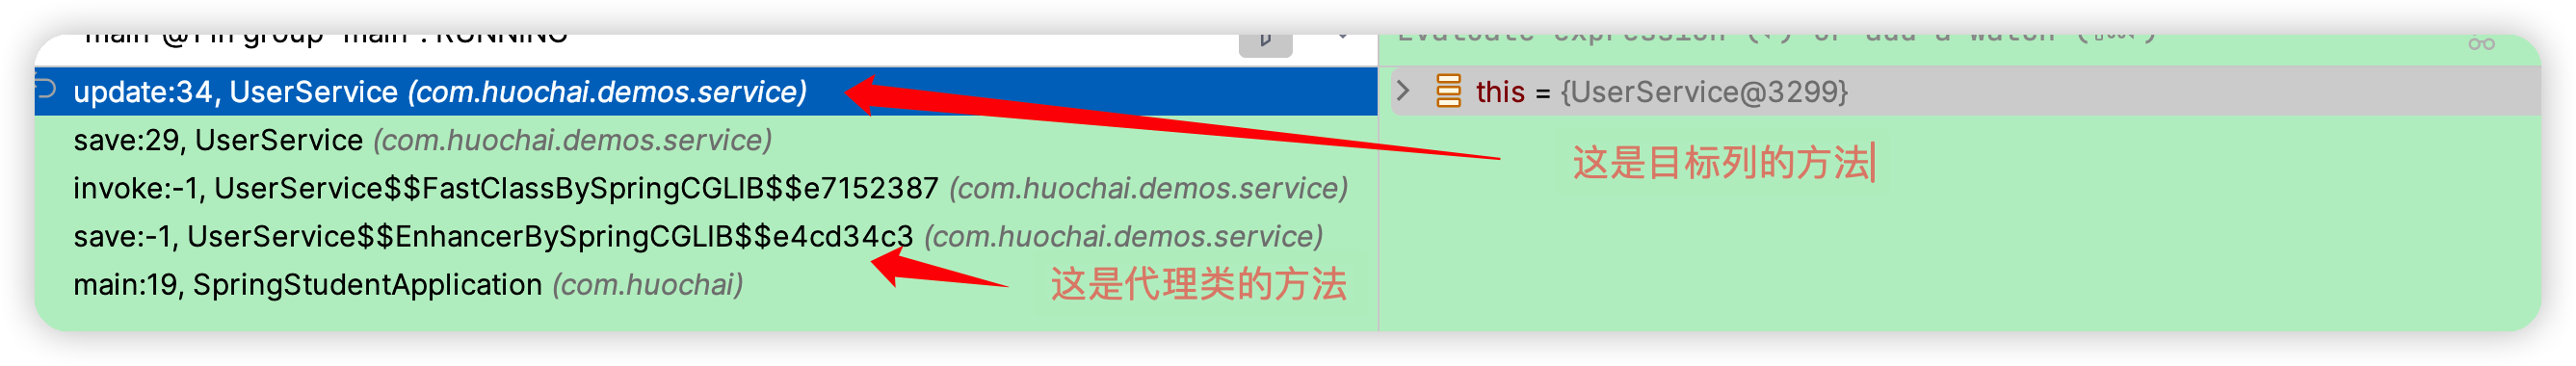 "main"@1 in group "main": RUNNING
Evaluate expression (⏎) or add a watch (⇧⌘⏎)
update:34, UserService (com.huochai.demos.service)
this = {UserService@3299}
save:29, UserService (com.huochai.demos.service)
这是目标列的方法
invoke:-1, UserService$$FastClassBySpringCGLIB$$e7152387 (com.huochai.demos.service)
save:-1, UserService$$EnhancerBySpringCGLIB$$e4cd34c3 (com.huochai.demos.service)
main:19, SpringStudentApplication (com.huochai)
这是代理类的方法